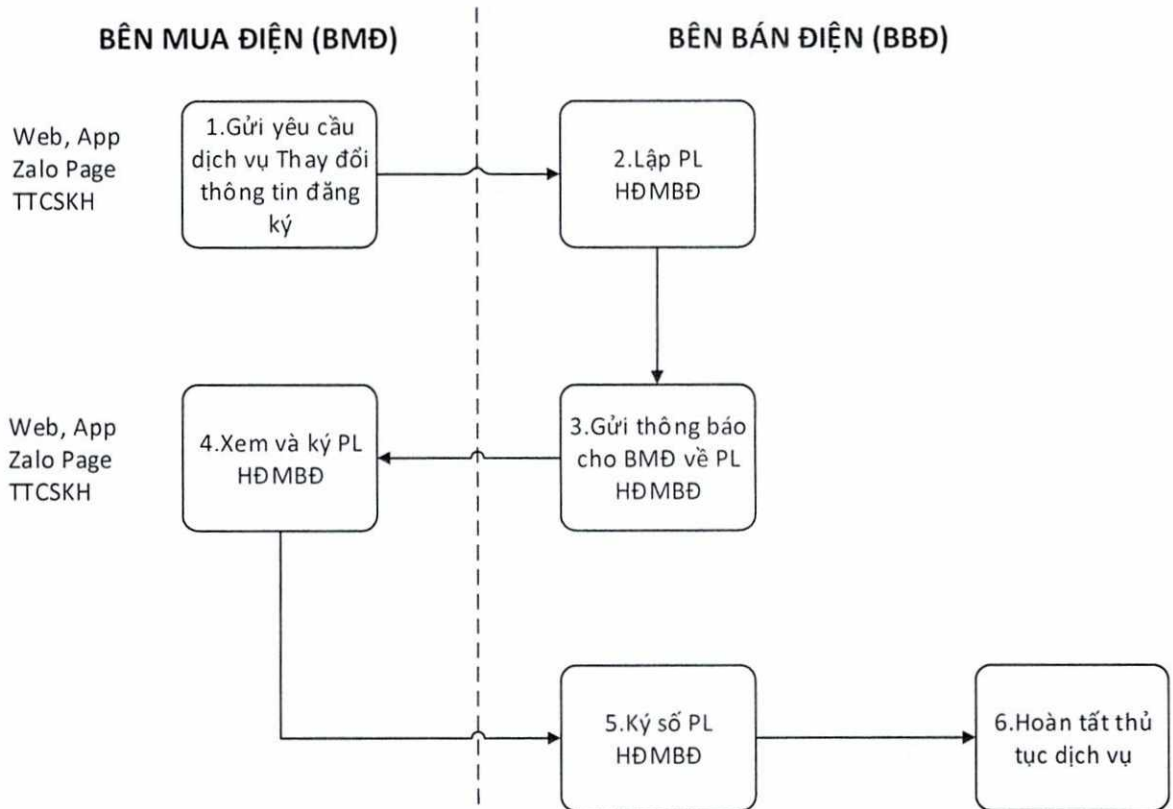 BÊN MUA ĐIỆN (BMĐ)
BÊN BÁN ĐIỆN (BBĐ)
Web, App
Zalo Page
TTCSKH
1.Gửi yêu cầu
dịch vụ Thay đổi
thông tin đăng
ký
2.Lập PL
HĐMBĐ
3.Gửi thông báo
cho BMĐ về PL
HĐMBĐ
Web, App
Zalo Page
TTCSKH
4.Xem và ký PL
HĐMBĐ
5.Ký số PL
HĐMBĐ
6.Hoàn tất thủ
tục dịch vụ